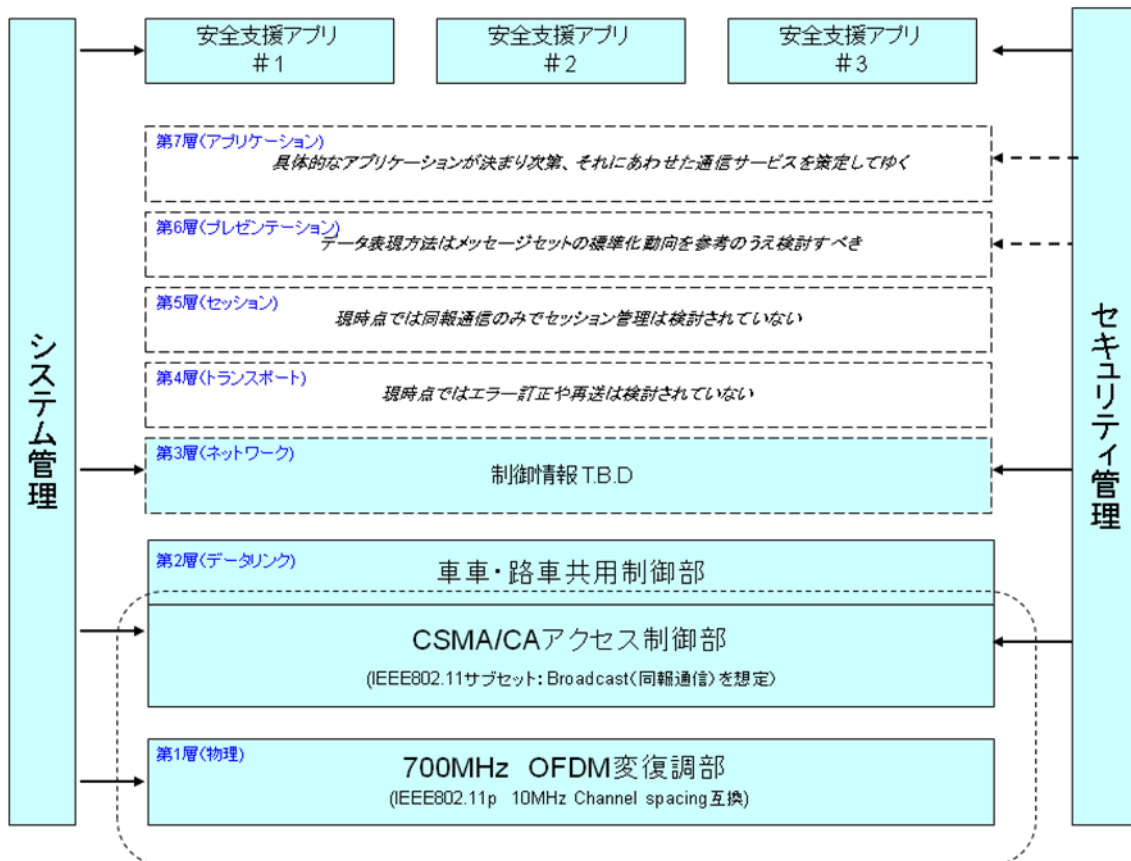 システム管理
安全支援アプリ
#1
安全支援アプリ
#2
安全支援アプリ
#3
第7層(アプリケーション)
具体的なアプリケーションが決まり次第、それにあわせた通信サービスを策定してゆく
第6層(プレゼンテーション)
データ表現方法はメッセージセットの標準化動向を参考のうえ検討すべき
第5層(セッション)
現時点では同報通信のみでセッション管理は検討されていない
第4層(トランスポート)
現時点ではエラー訂正や再送は検討されていない
第3層(ネットワーク)
制御情報T.B.D
第2層(データリンク)
車車・路車共用制御部
CSMA/CAアクセス制御部
(IEEE802.11サブセット: Broadcast(同報通信)を想定)
第1層(物理)
700MHz OFDM変復調部
(IEEE802.11p 10MHz Channel spacing互換)
セキュリティ管理